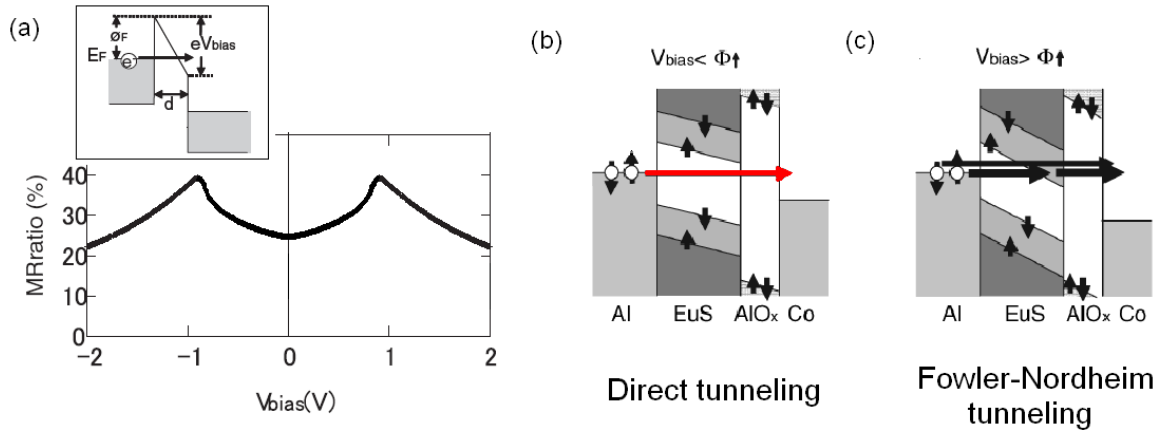 (a)
øF
EF
e
eVbias
d
MRratio (%)
40
30
20
10
0
−2
−1
0
1
2
Vbias(V)
(b)
Vbias< Φ↑
Al
EuS
AlOx
Co
Direct tunneling
(c)
Vbias> Φ↑
Al
EuS
AlOx
Co
Fowler-Nordheim
tunneling